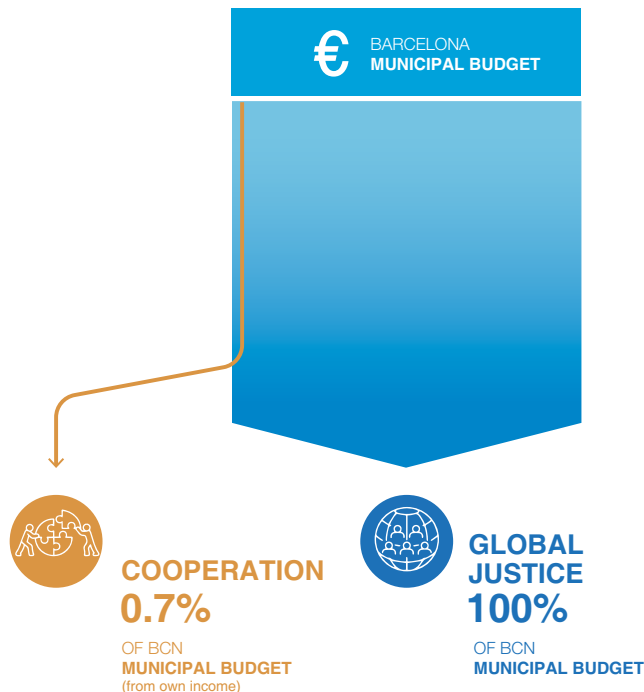 €
BARCELONA
MUNICIPAL BUDGET
COOPERATION
0.7%
OF BCN
MUNICIPAL BUDGET
(from own income)
GLOBAL
JUSTICE
100%
OF BCN
MUNICIPAL BUDGET